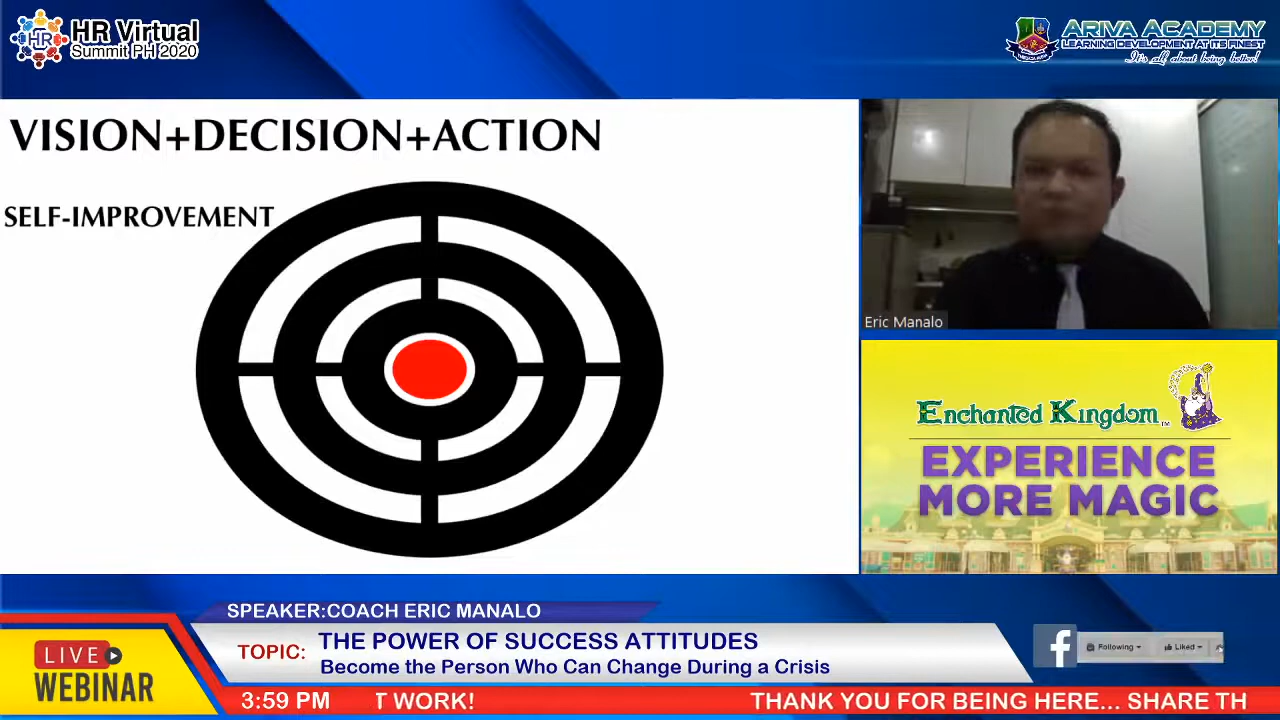 HR
HR Virtual
Summit PH 2020
ARIVA ACADEMY
LEARNING DEVELOPMENT AT ITS FINEST
It's all about being better!
VISION+DECISION+ACTION
SELF-IMPROVEMENT
Eric Manalo
Enchanted Kingdom
EXPERIENCE
MORE MAGIC
SPEAKER:COACH ERIC MANALO
TOPIC: THE POWER OF SUCCESS ATTITUDES
Become the Person Who Can Change During a Crisis
LIVE
WEBINAR
f
Following
Liked
3:59 PM T WORK! THANK YOU FOR BEING HERE... SHARE TH